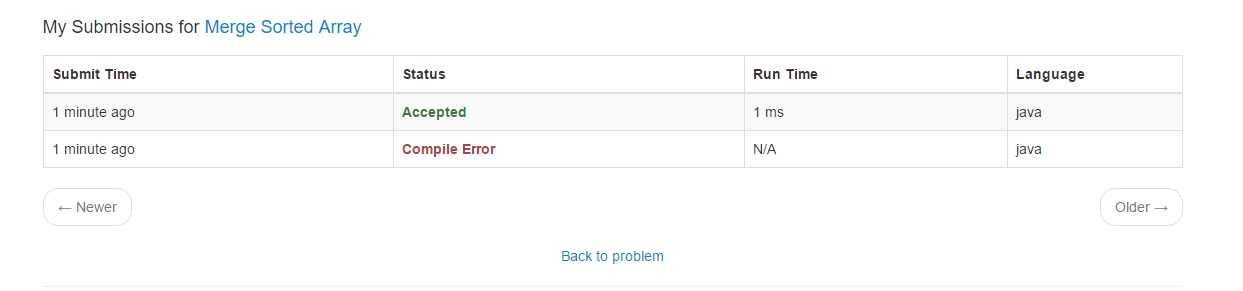 My Submissions for Merge Sorted Array
Submit Time Status Run Time Language
1 minute ago Accepted 1 ms java
1 minute ago Compile Error N/A java
← Newer Older →
Back to problem